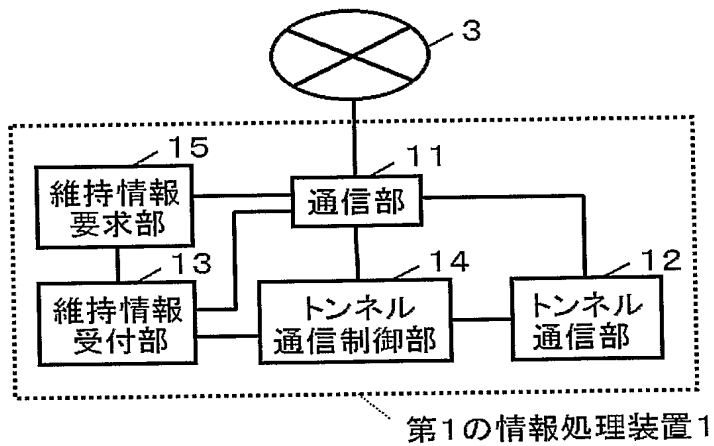 3
15
11
維持情報
要求部
通信部
13
14
12
維持情報
受付部
トンネル
通信制御部
トンネル
通信部
第1の情報処理装置1